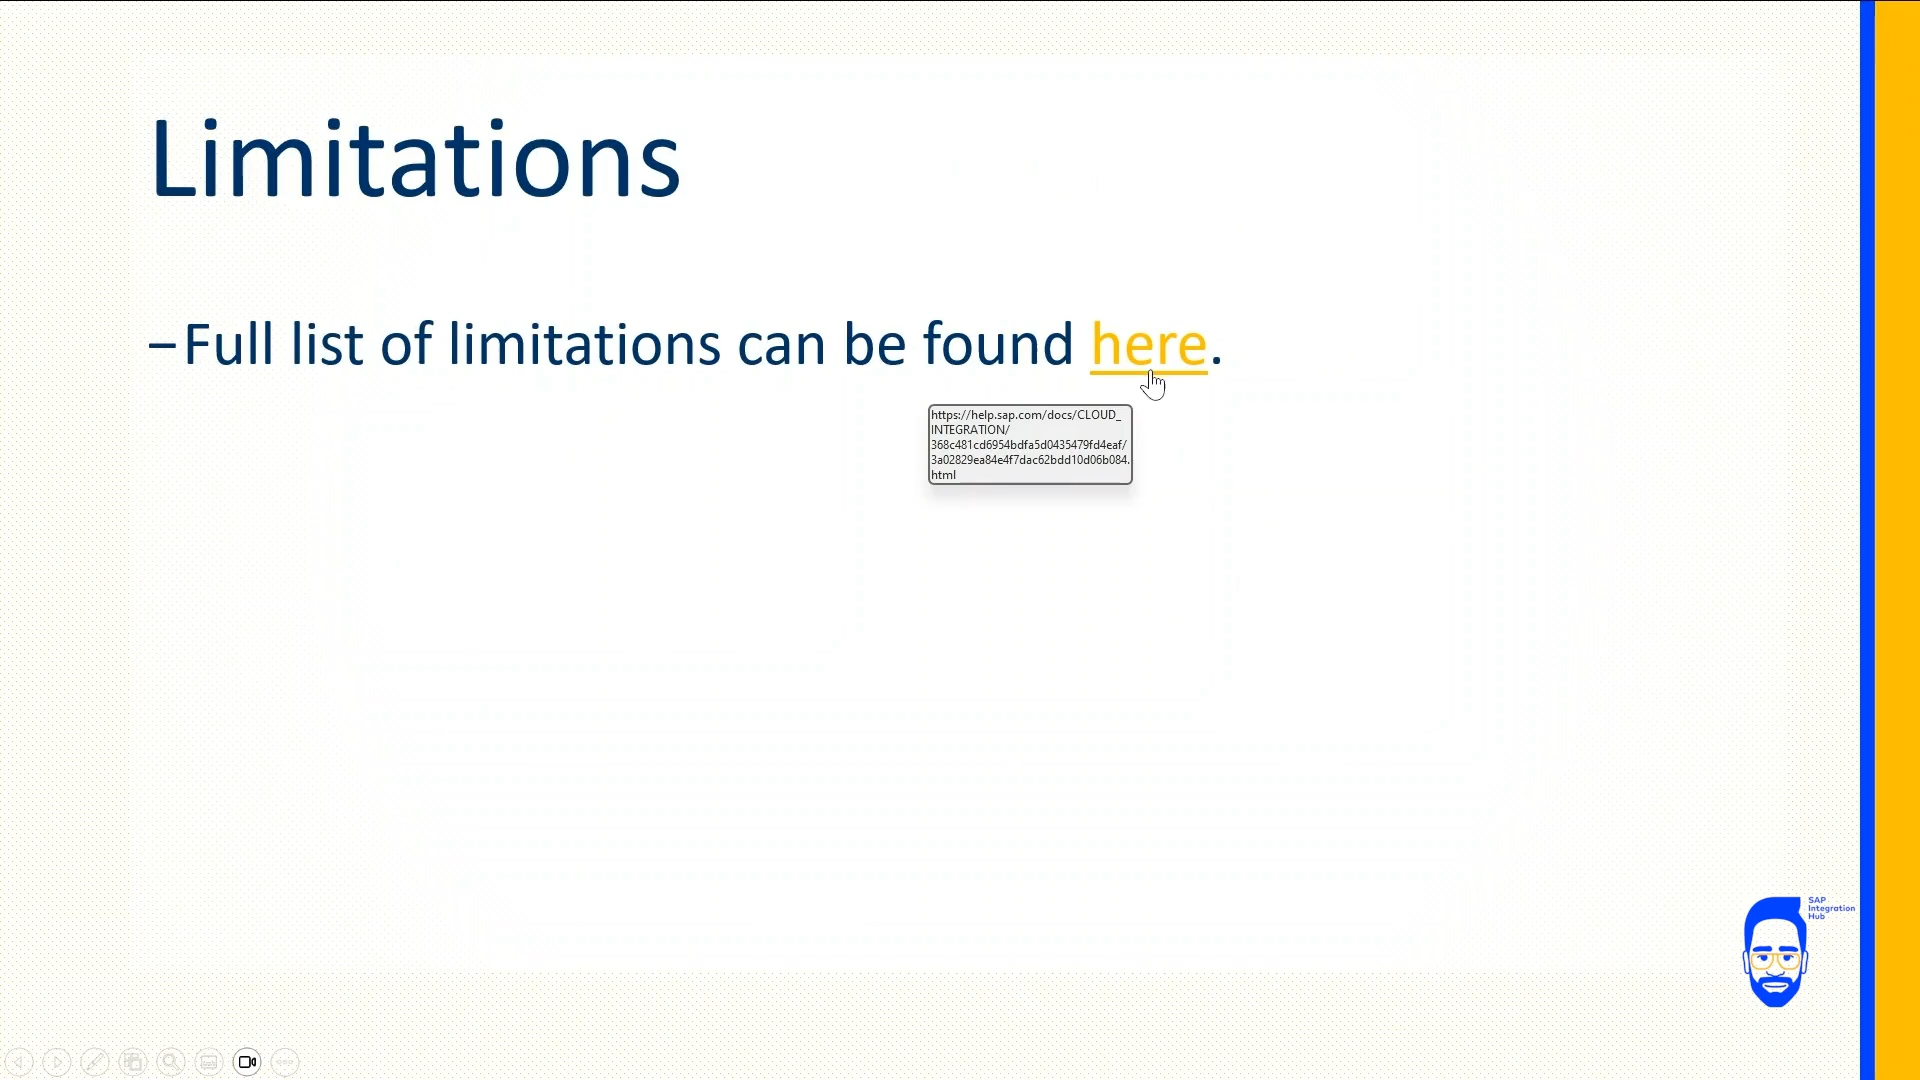 Limitations
–Full list of limitations can be found here.
https://help.sap.com/docs/CLOUD_
INTEGRATION/
368c481cd6954bdfa5d0435479fd4eaf/
3a02829ea84e4f7dac62bdd10d06b084.
html
SAP
Integration
Hub